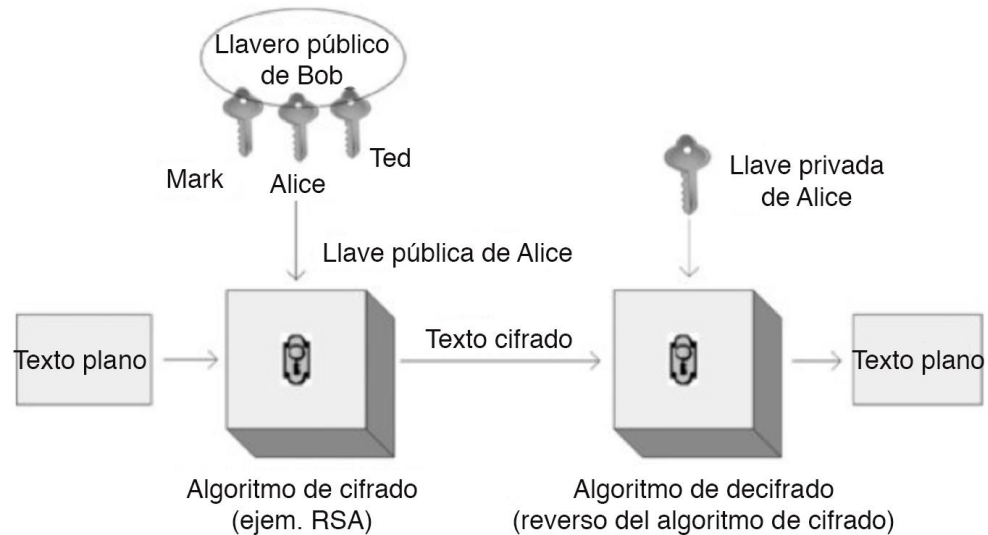 Llavero público
de Bob
Mark
Alice
Ted
Llave privada
de Alice
Llave pública de Alice
Texto plano
Texto cifrado
Texto plano
Algoritmo de cifrado
(ejem. RSA)
Algoritmo de decifrado
(reverso del algoritmo de cifrado)